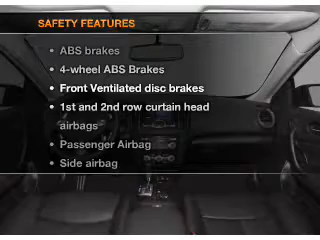 SAFETY FEATURES
• ABS brakes
• 4-wheel ABS Brakes
• Front Ventilated disc brakes
• 1st and 2nd row curtain head
airbags
• Passenger Airbag
• Side airbag